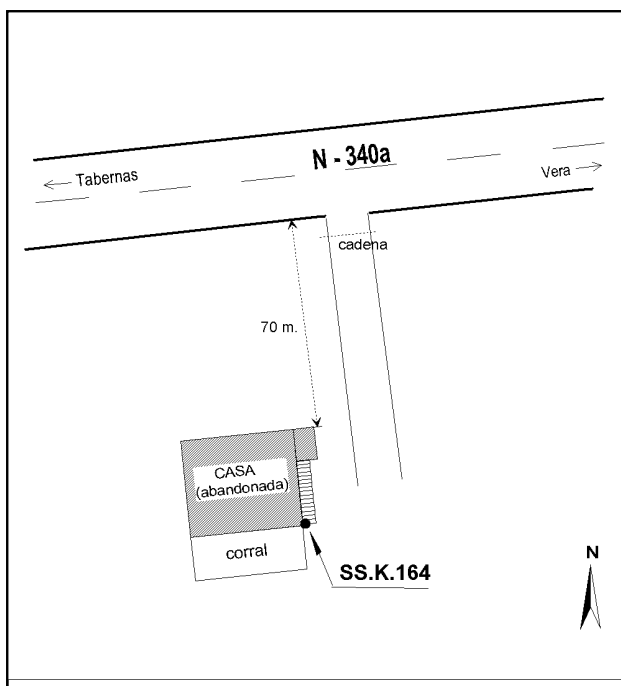 N - 340a
Tabernas
Vera
cadena
70 m.
CASA
(abandonada)
corral
SS.K.164
N